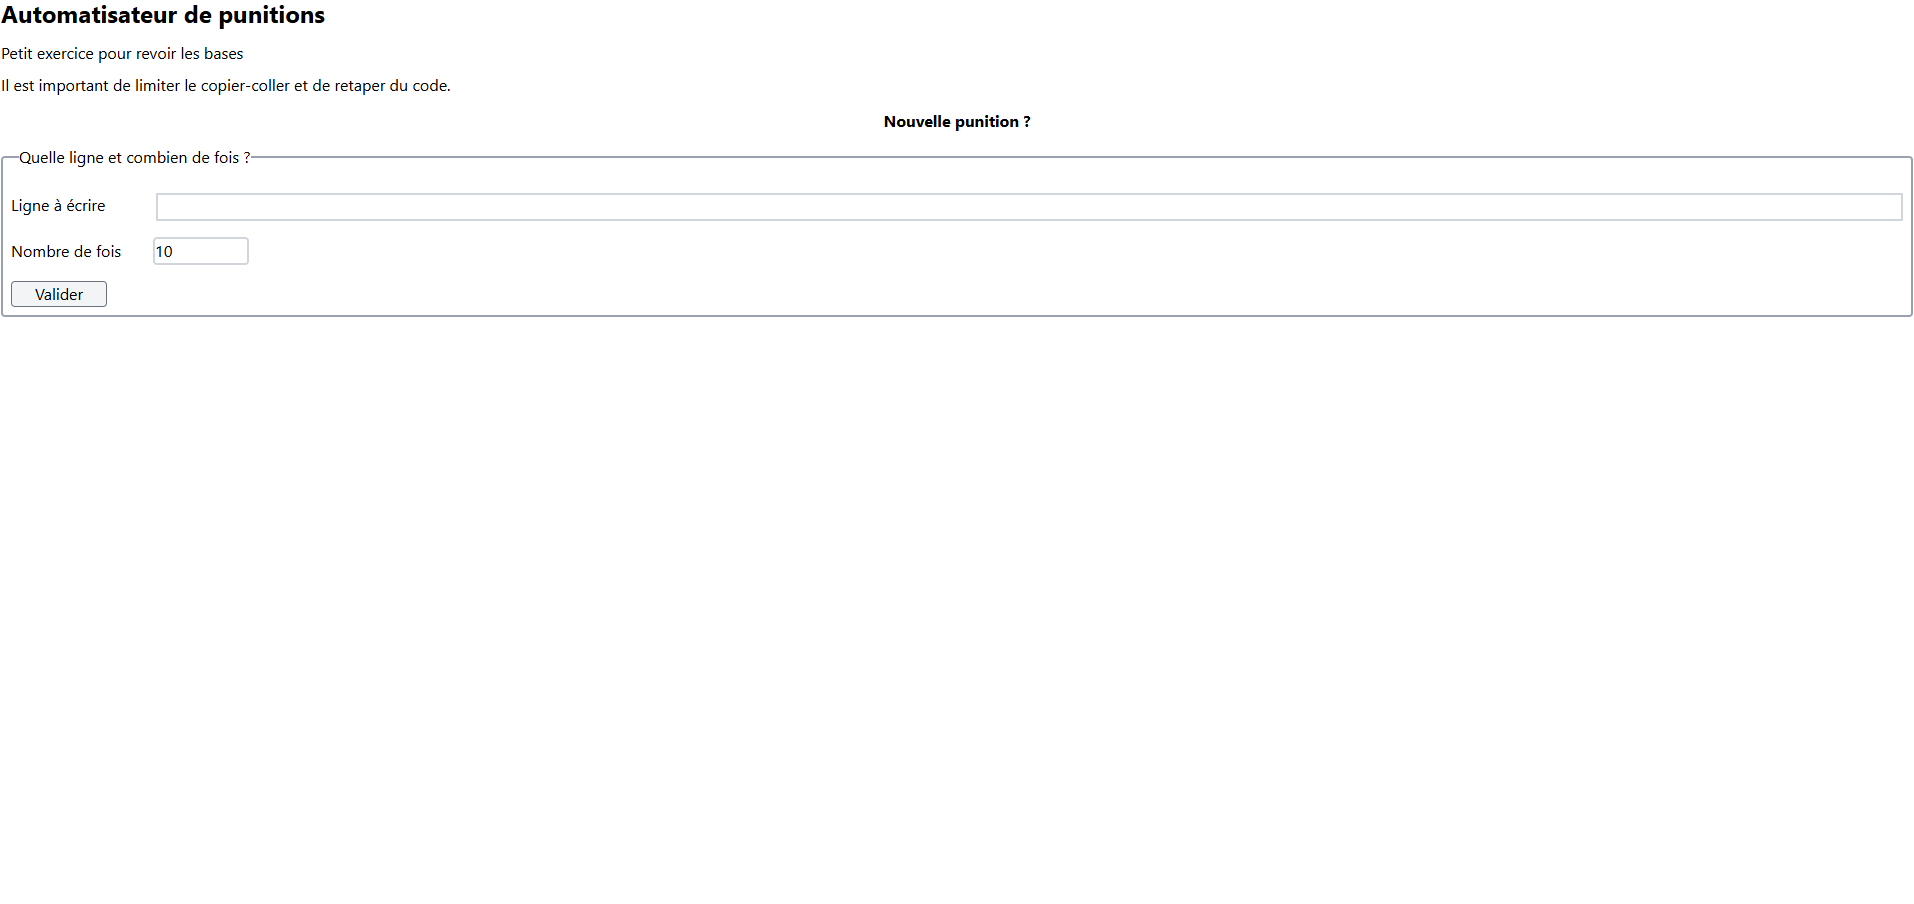 Automatisateur de punitions
Petit exercice pour revoir les bases
Il est important de limiter le copier-coller et de retaper du code.
Nouvelle punition ?
Quelle ligne et combien de fois ?
Ligne à écrire
Nombre de fois 10
Valider